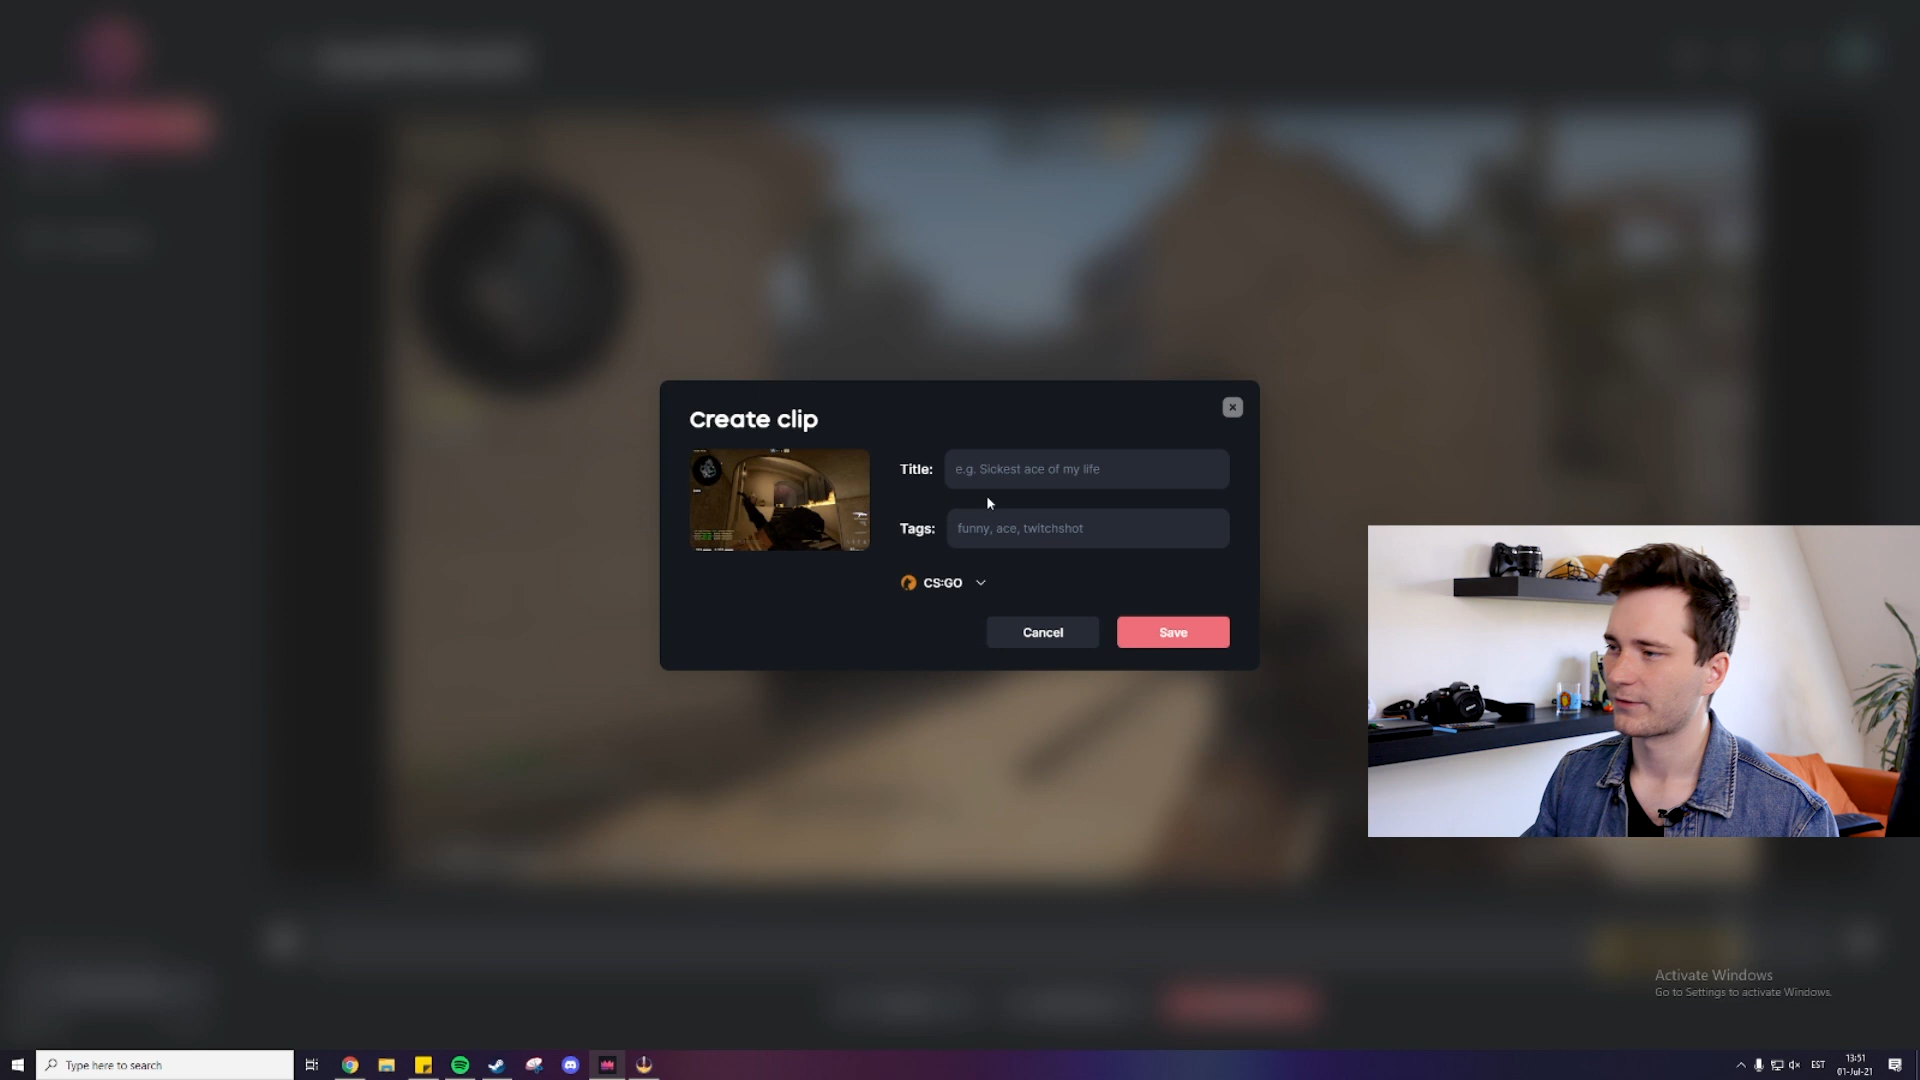 Create clip
Title:
e.g. Sickest ace of my life
Tags:
funny, ace, twitchshot
CS:GO
Cancel
Save
Activate Windows
Go to Settings to activate Windows.
Type here to search
EST
13:51
01-Jul-21